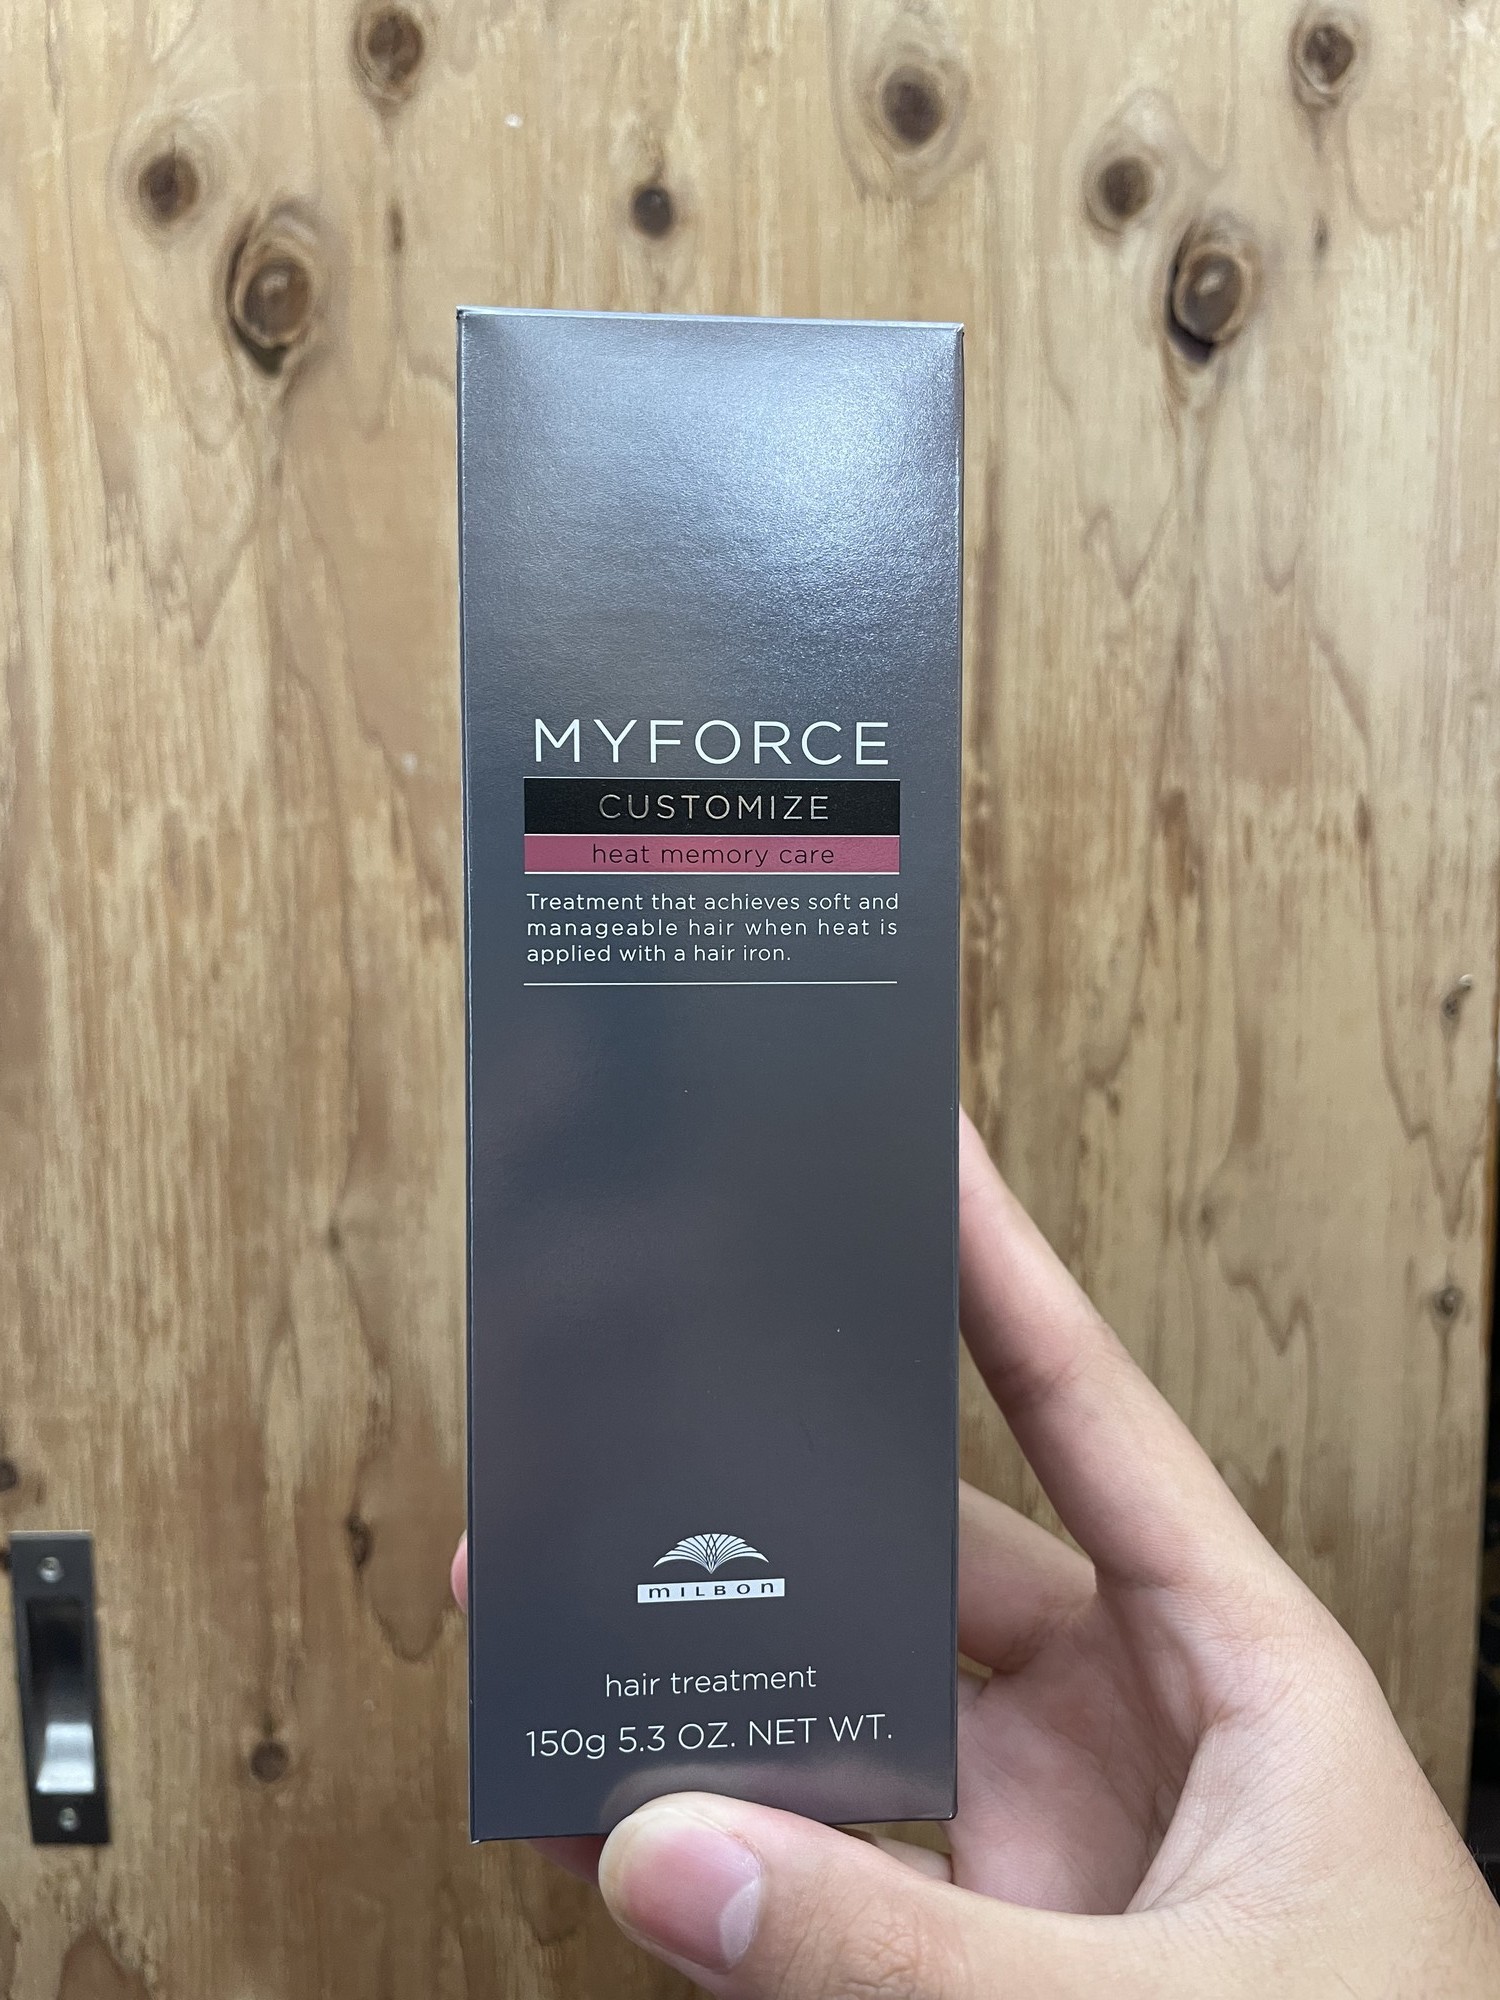 MYFORCE
CUSTOMIZE
heat memory care
Treatment that achieves soft and
manageable hair when heat is
applied with a hair iron.
MILBON
hair treatment
150g 5.3 OZ. NET WT.